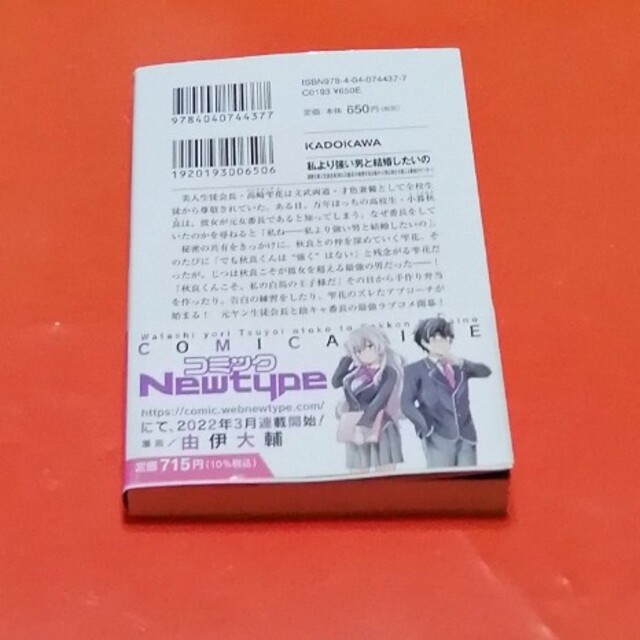 ISBN978-4-04-074437-7
C0193 ¥650E
定価 本体 650円(税別)
9784040744377
KADOKAWA
1920193006506
私より強い男と結婚したいの
美人生徒会長・高崎雫花は文武両道・才色兼備として全校生
徒から尊敬されていた。ある日、万年ぼっちの高校生・小暮秋
良は、彼女が元女番長であると知ってしまう。なぜ番長をして
いたのかを尋ねると「私ね――私より強い男と結婚したいの」
秘密の共有をきっかけに、秋良との仲を深めていく雫花。そ
のたびに「でも秋良くんは“強く”はない」と残念がる雫花だ
ったが、じつは秋良こそが彼女を超える最強の男だった――！
「秋良くんこそ、私の白馬の王子様だ」その日から手作り弁当
を作ったり、告白の練習をしたり、雫花のズレたアプローチが
始まる！ 元ヤン生徒会長と陰キャ番長の最強ラブコメ開幕！
Watashi yori Tsuyoi otoko to
コミック
Newtype
https://comic.webnewtype.com/
にて、2022年3月連載開始！
漫画／由伊大輔
定価715円(10%税込)